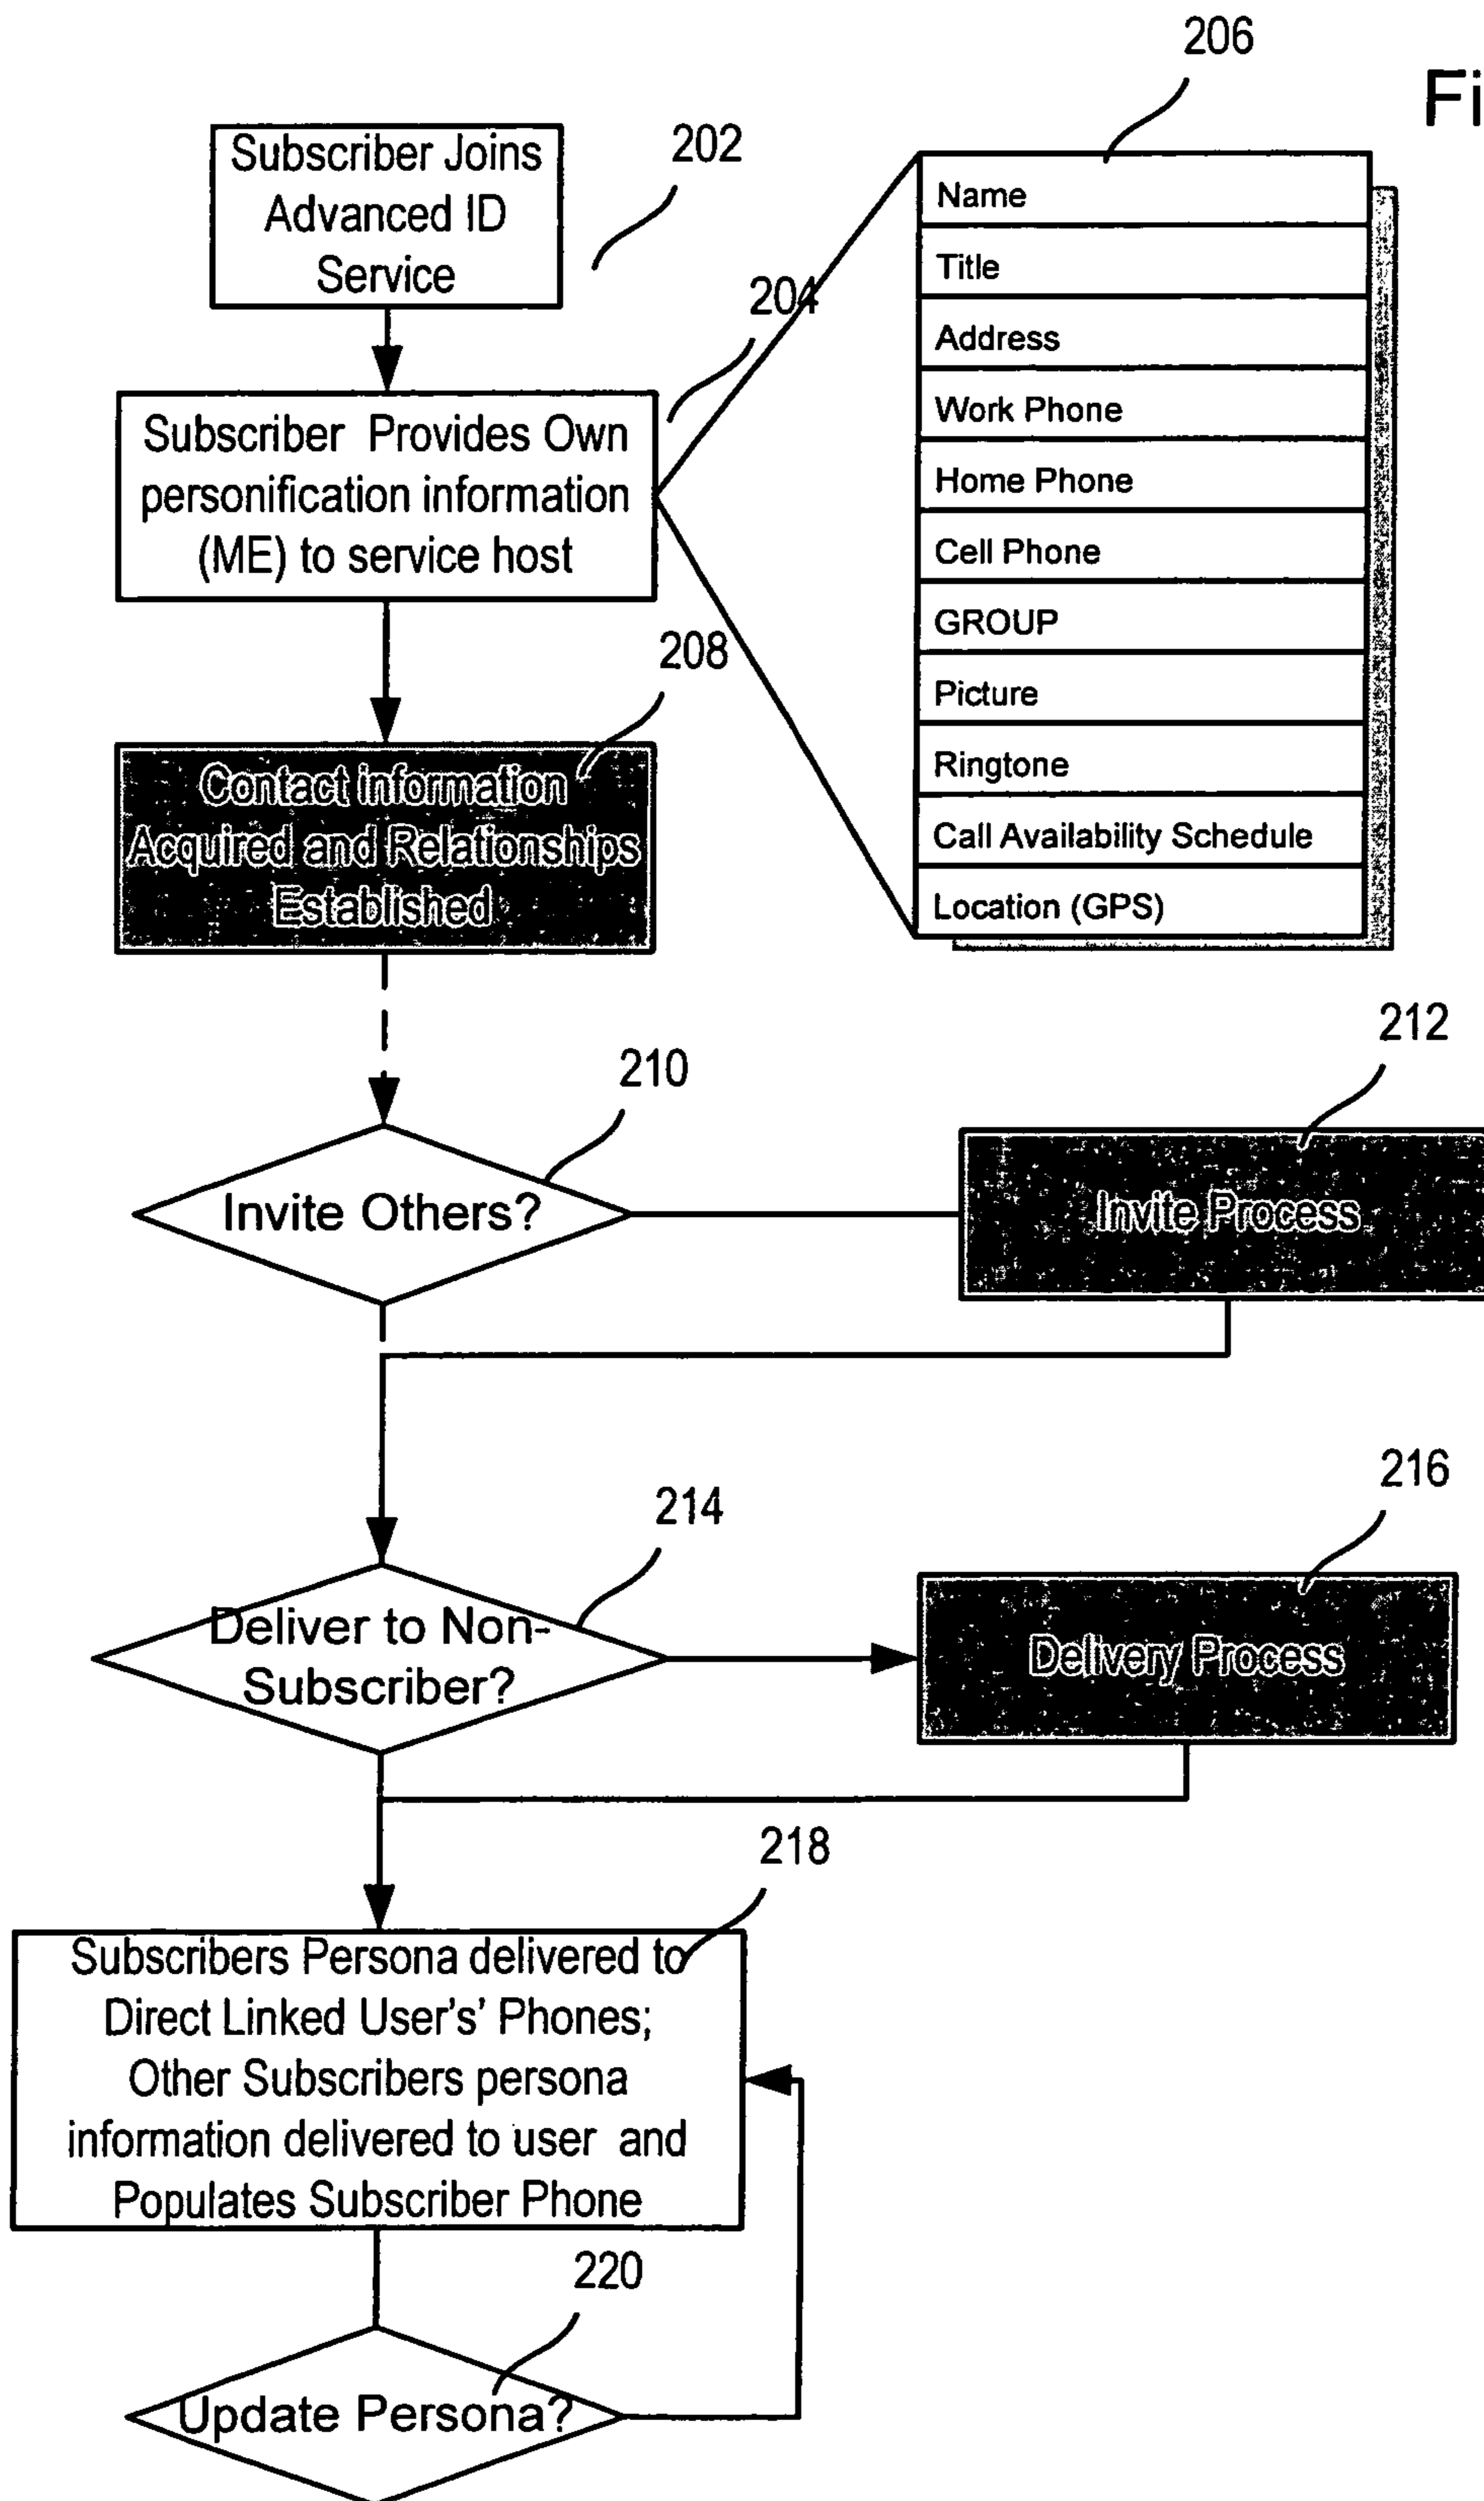 206
Fi
Subscriber Joins
Advanced ID
Service
202
204
Subscriber Provides Own
personification information
(ME) to service host
Name
Title
Address
Work Phone
Home Phone
Cell Phone
GROUP
Picture
Ringtone
Call Availability Schedule
Location (GPS)
208
Contact information
Acquired and Relationships
Established
210
Invite Others?
212
Invite Process
214
Deliver to Non-
Subscriber?
216
Delivery Process
218
Subscribers Persona delivered to
Direct Linked User's' Phones;
Other Subscribers persona
information delivered to user and
Populates Subscriber Phone
220
Update Persona?